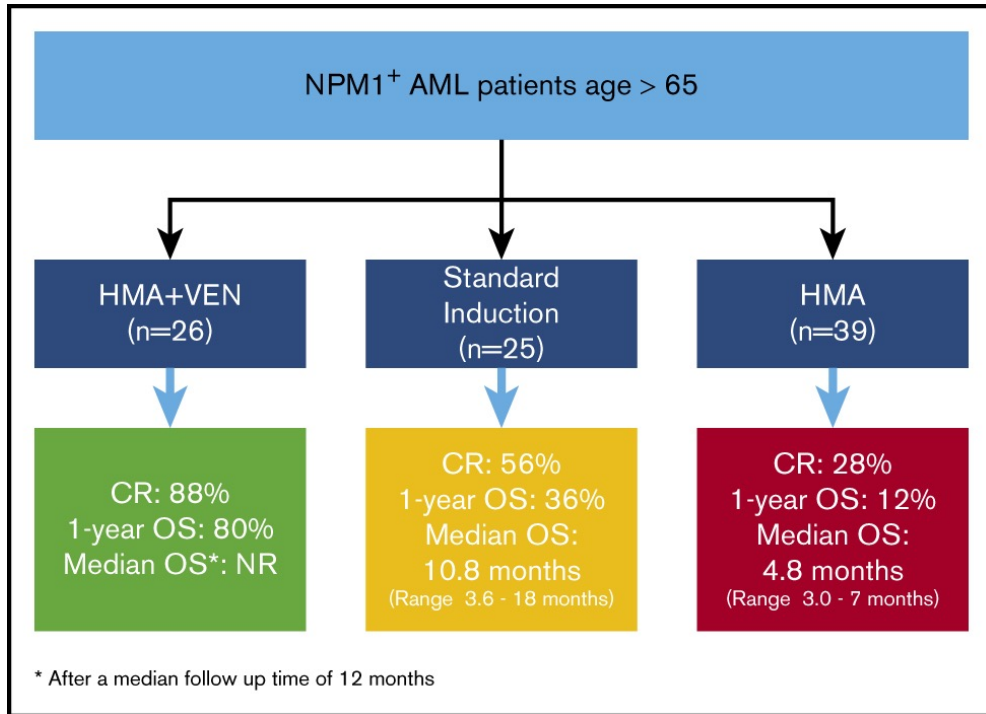 NPM1+ AML patients age > 65
HMA+VEN
(n=26)
Standard
Induction
(n=25)
HMA
(n=39)
CR: 88%
1-year OS: 80%
Median OS*: NR
CR: 56%
1-year OS: 36%
Median OS:
10.8 months
(Range 3.6 - 18 months)
CR: 28%
1-year OS: 12%
Median OS:
4.8 months
(Range 3.0 - 7 months)
* After a median follow up time of 12 months